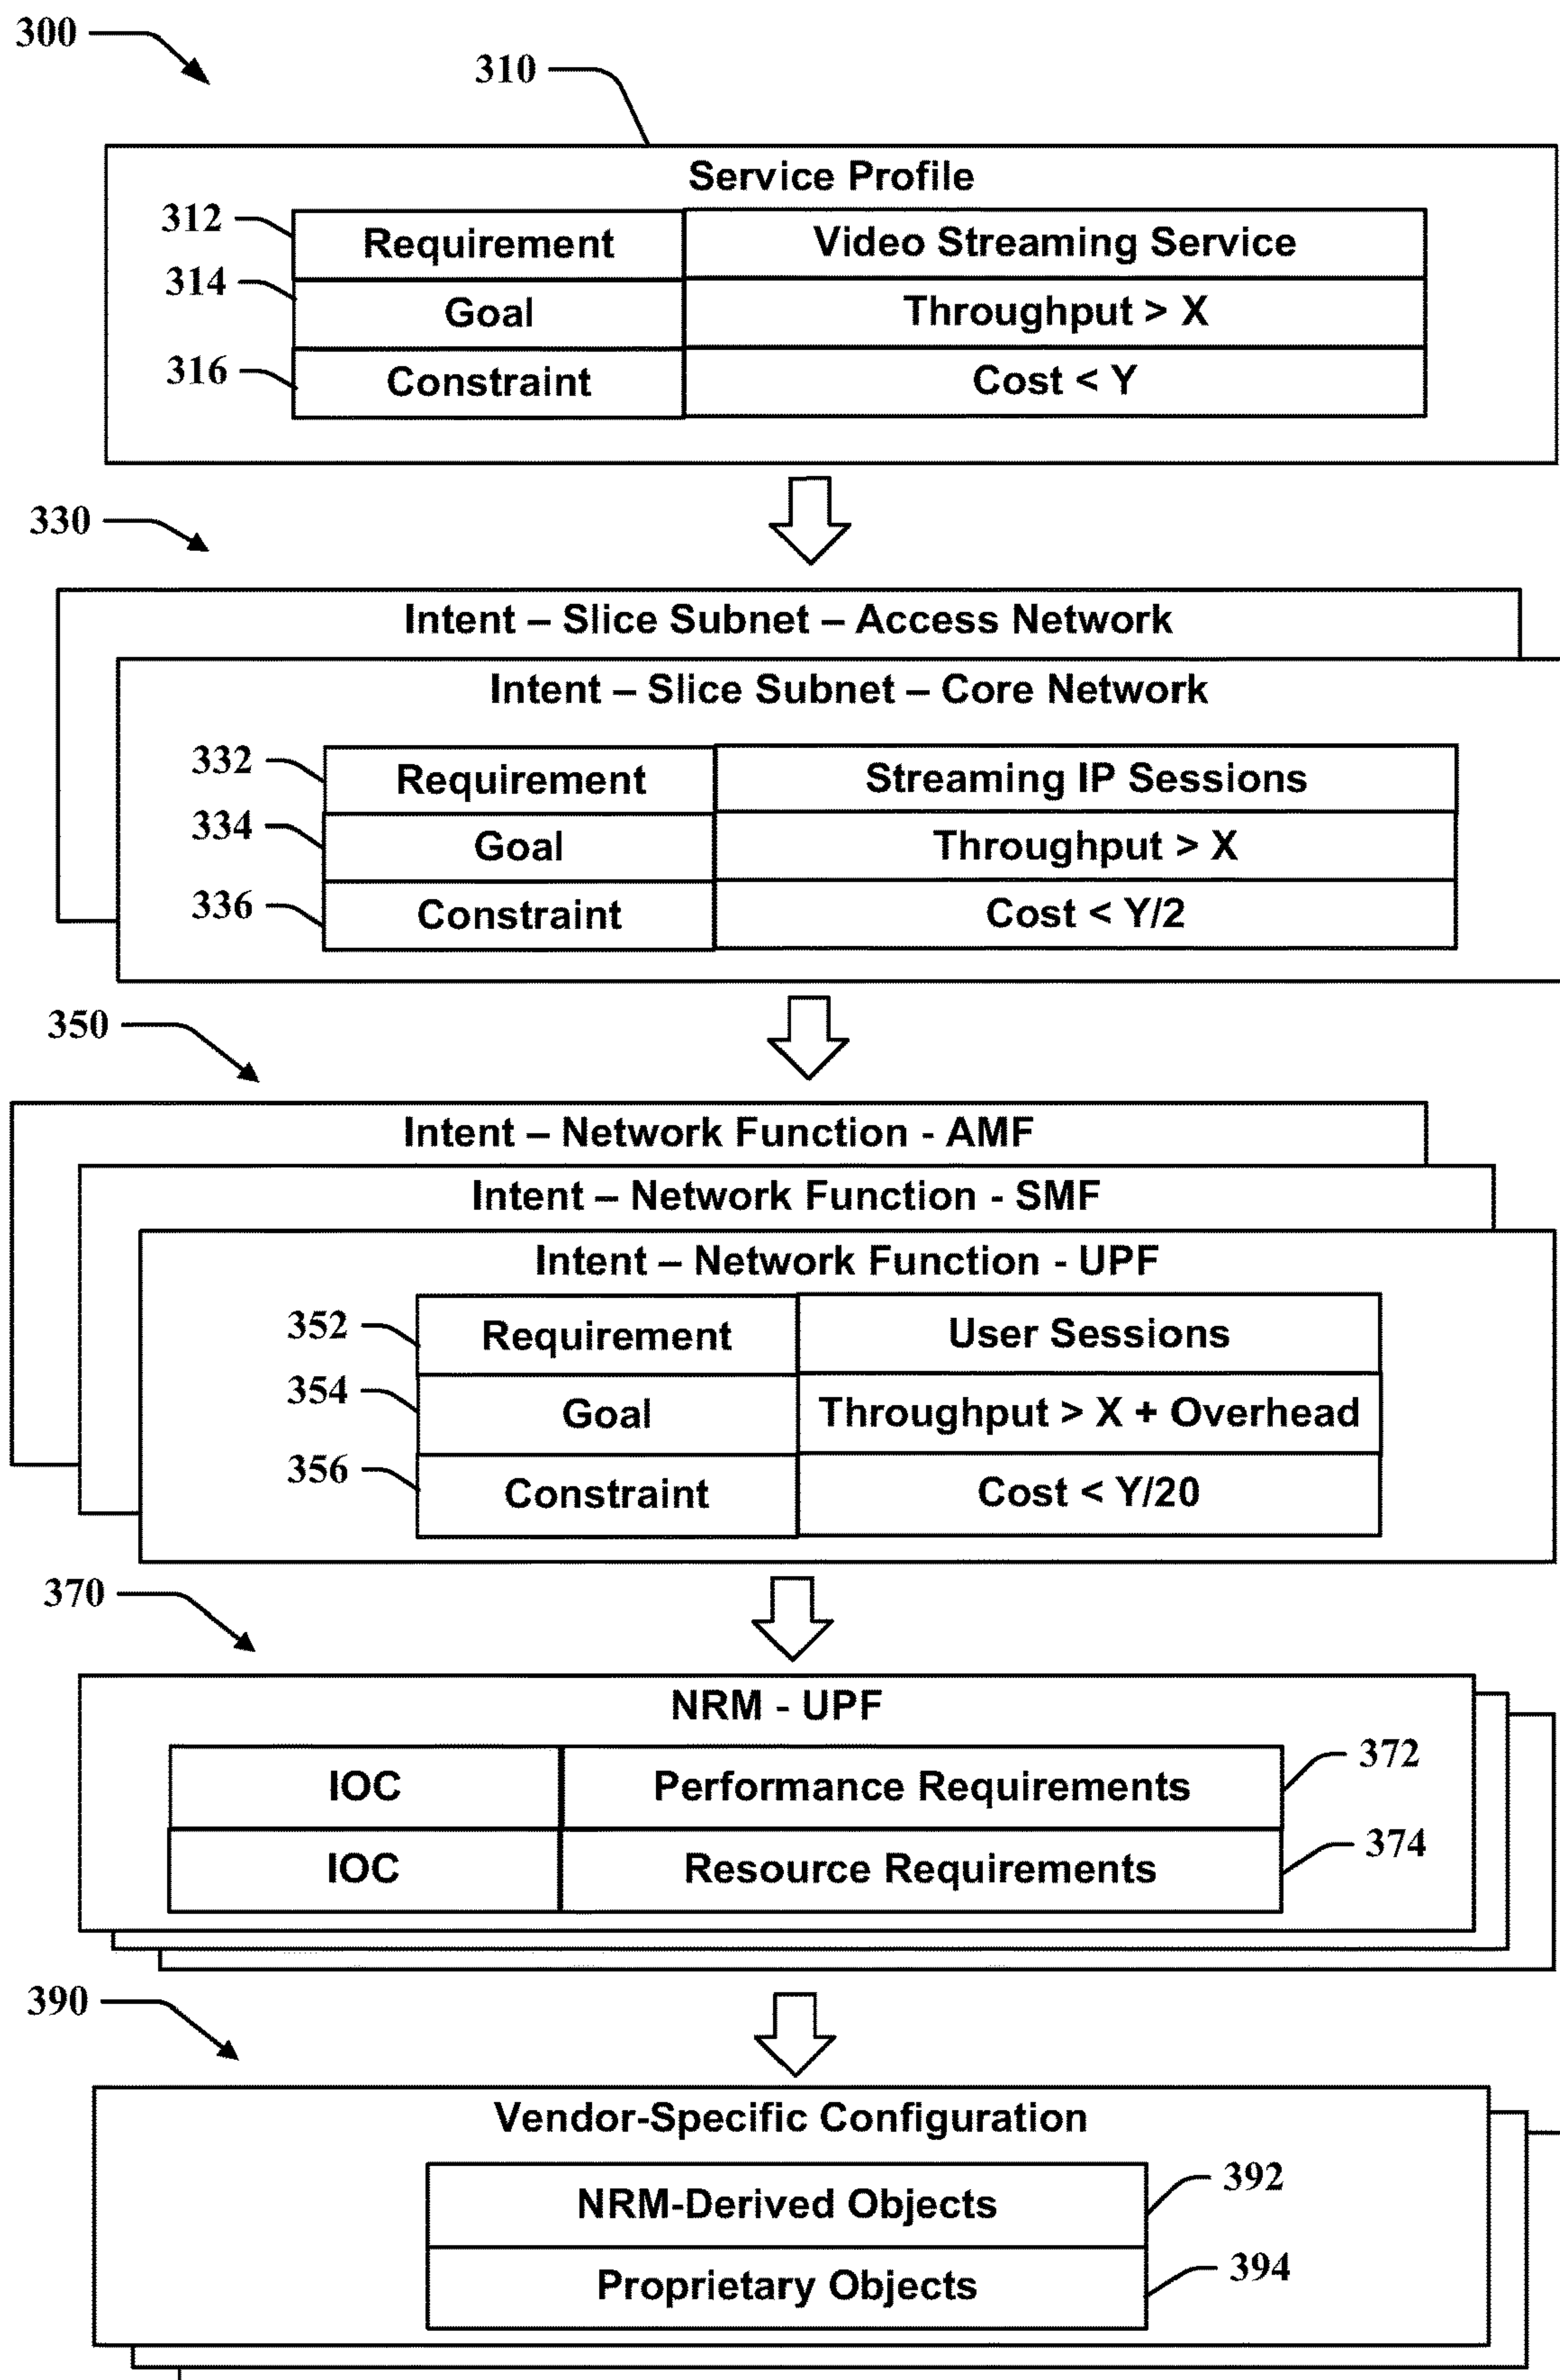 300
310
Service Profile
312 Requirement Video Streaming Service
314 Goal Throughput > X
316 Constraint Cost < Y
330
Intent – Slice Subnet – Access Network
Intent – Slice Subnet – Core Network
332 Requirement Streaming IP Sessions
334 Goal Throughput > X
336 Constraint Cost < Y/2
350
Intent – Network Function - AMF
Intent – Network Function - SMF
Intent – Network Function - UPF
352 Requirement User Sessions
354 Goal Throughput > X + Overhead
356 Constraint Cost < Y/20
370
NRM - UPF
IOC Performance Requirements 372
IOC Resource Requirements 374
390
Vendor-Specific Configuration
NRM-Derived Objects 392
Proprietary Objects 394